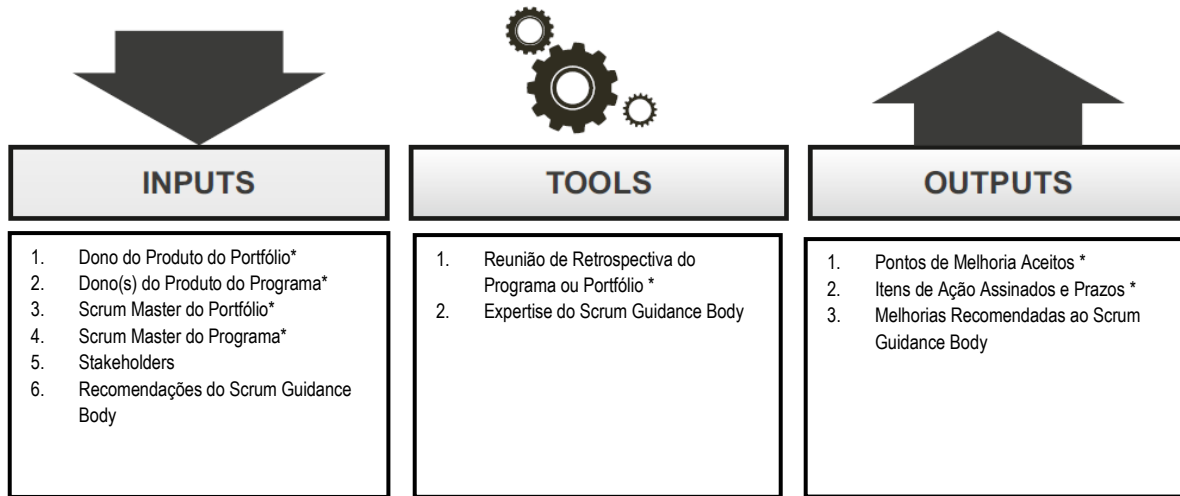 INPUTS
1. Dono do Produto do Portfólio*
2. Dono(s) do Produto do Programa*
3. Scrum Master do Portfólio*
4. Scrum Master do Programa*
5. Stakeholders
6. Recomendações do Scrum Guidance
Body
TOOLS
1. Reunião de Retrospectiva do
Programa ou Portfólio *
2. Expertise do Scrum Guidance Body
OUTPUTS
1. Pontos de Melhoria Aceitos *
2. Itens de Ação Assinados e Prazos *
3. Melhorias Recomendadas ao Scrum
Guidance Body